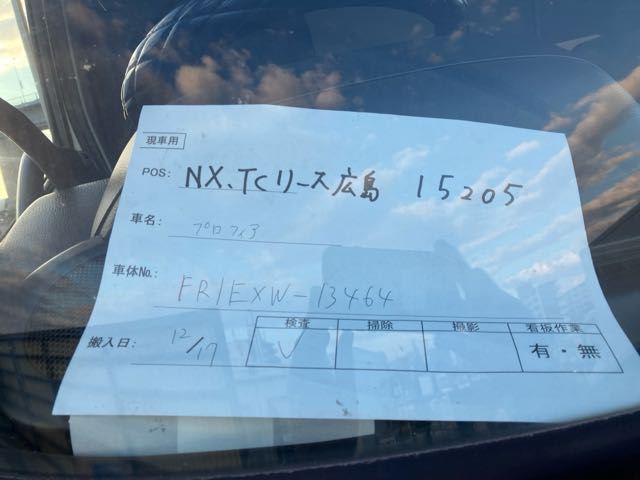 現車用
POS: NX、TCリース広島 15205
車名: プロフィア
車体No.: FR1EXW-13464
搬入日: 12/17
検査 掃除 撮影 看板作業
✓ 有・無